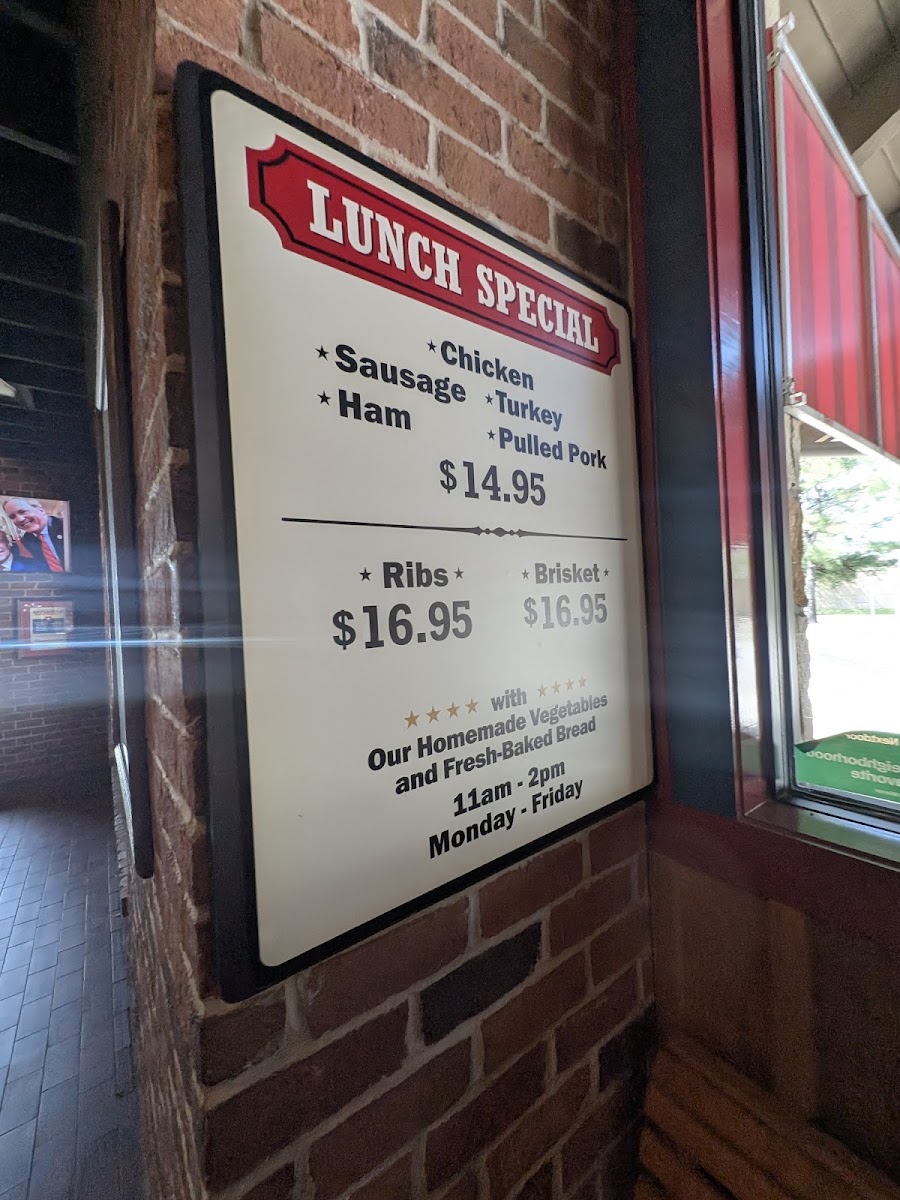 LUNCH SPECIAL
★Sausage
★Ham
★Chicken
★Turkey
★Pulled Pork
$14.95
★ Ribs ★
$16.95
★ Brisket ★
$16.95
★★★★ with ★★★★
Our Homemade Vegetables
and Fresh-Baked Bread
11am - 2pm
Monday - Friday
Nextdoor